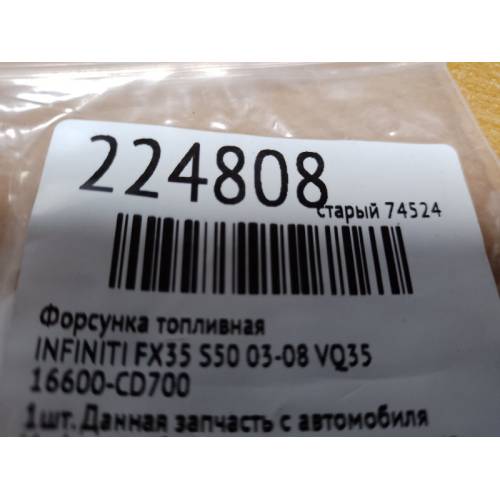 224808
старый 74524
Форсунка топливная
INFINITI FX35 S50 03-08 VQ35
16600-CD700
1шт. Данная запчасть с автомобиля